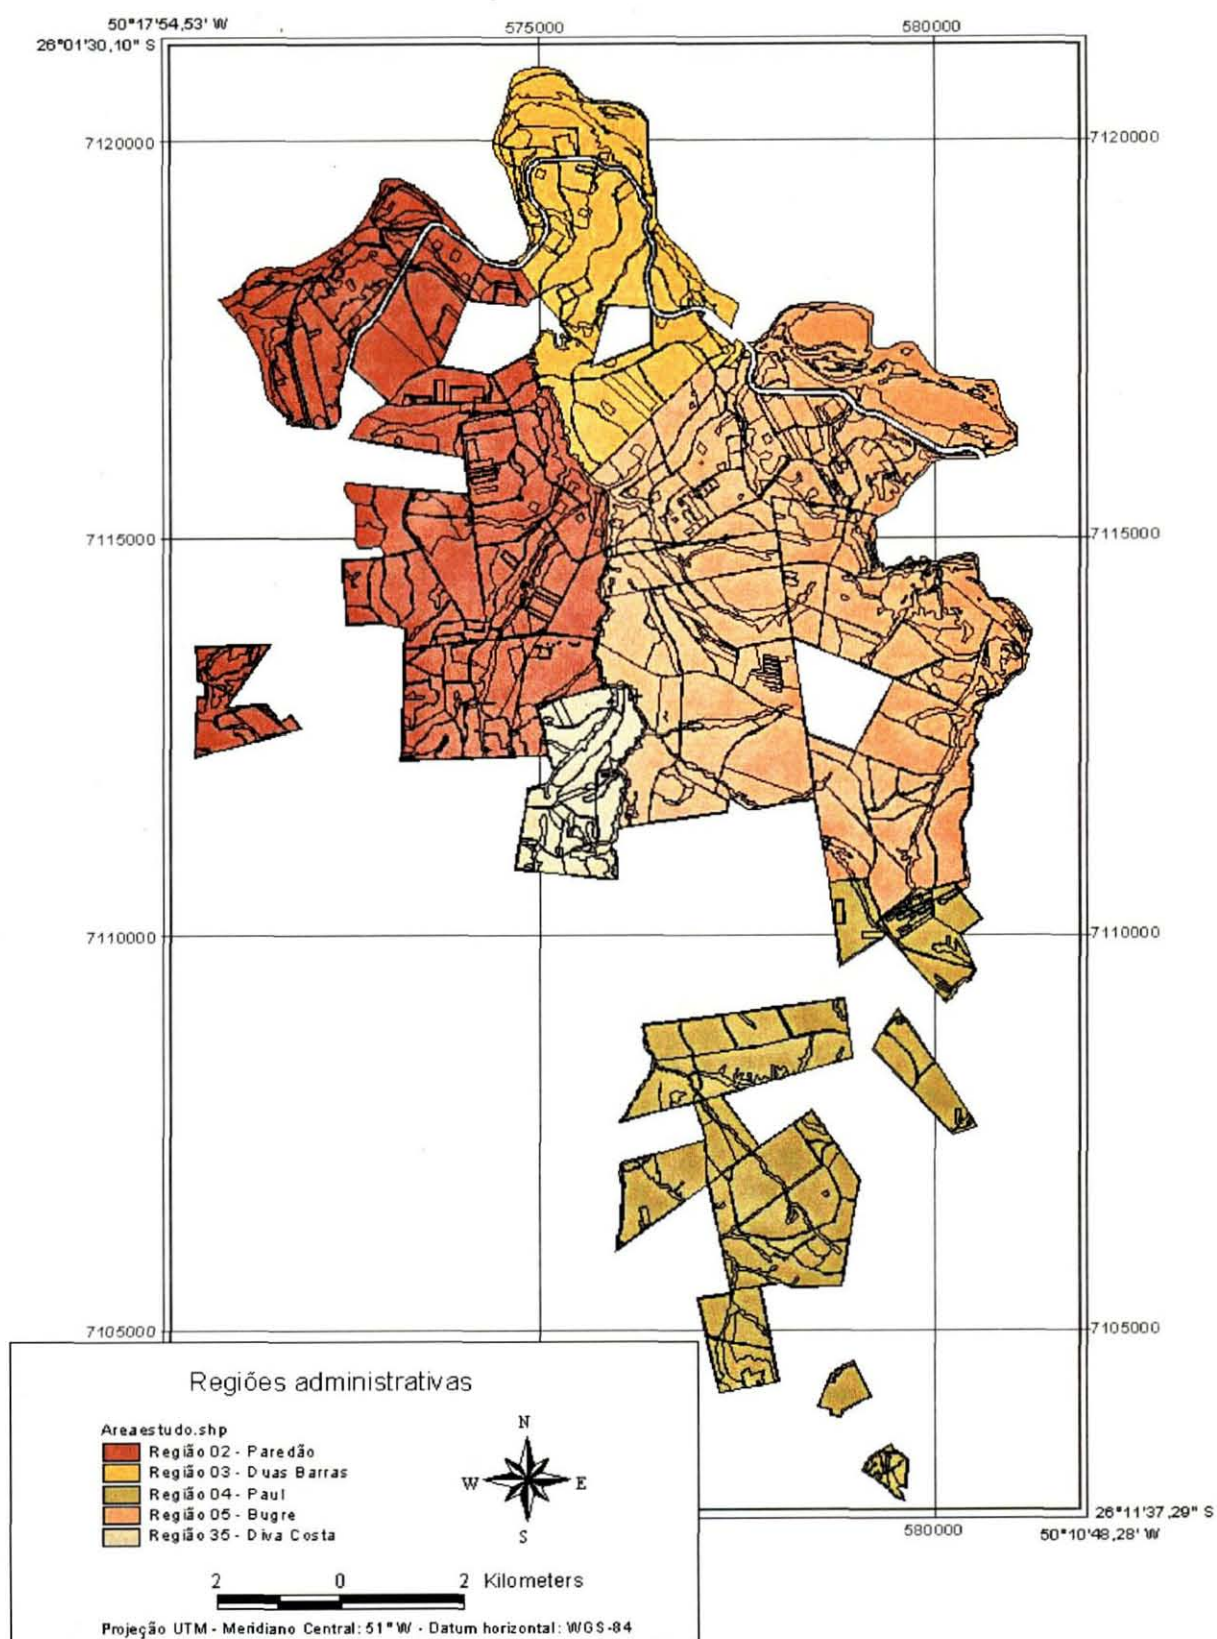 50°17'54,53' W
575000
580000
26°01'30,10" S
7120000
7120000
7115000
7115000
7110000
7110000
7105000
7105000
Regiões administrativas
Areaestudo.shp
Região 02 - Paredão
Região 03 - Duas Barras
Região 04 - Paul
Região 05 - Bugre
Região 35 - Diva Costa
N
W
E
S
2 0 2 Kilometers
Projeção UTM - Meridiano Central: 51° W - Datum horizontal: WGS-84
26°11'37,29" S
580000
50°10'48,28' W